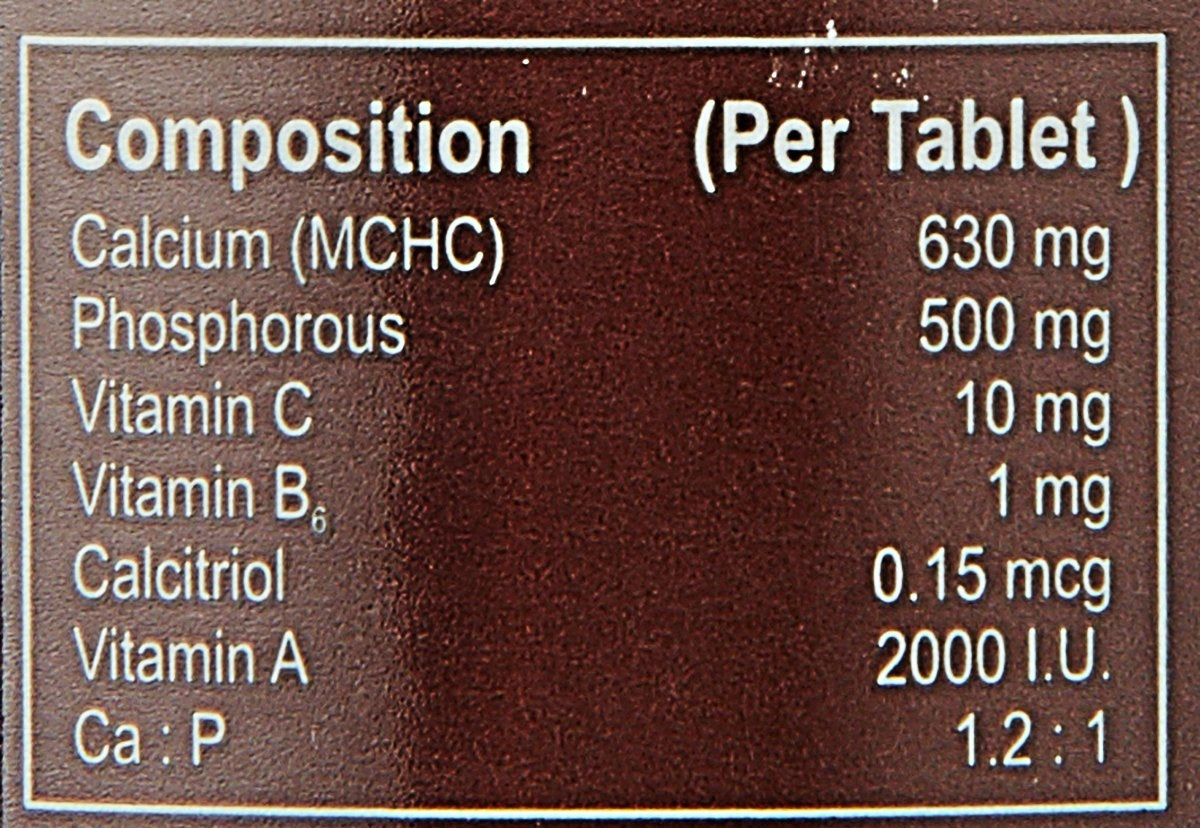 Composition (Per Tablet )
Calcium (MCHC) 630 mg
Phosphorous 500 mg
Vitamin C 10 mg
Vitamin B₆ 1 mg
Calcitriol 0.15 mcg
Vitamin A 2000 I.U.
Ca : P 1.2 : 1